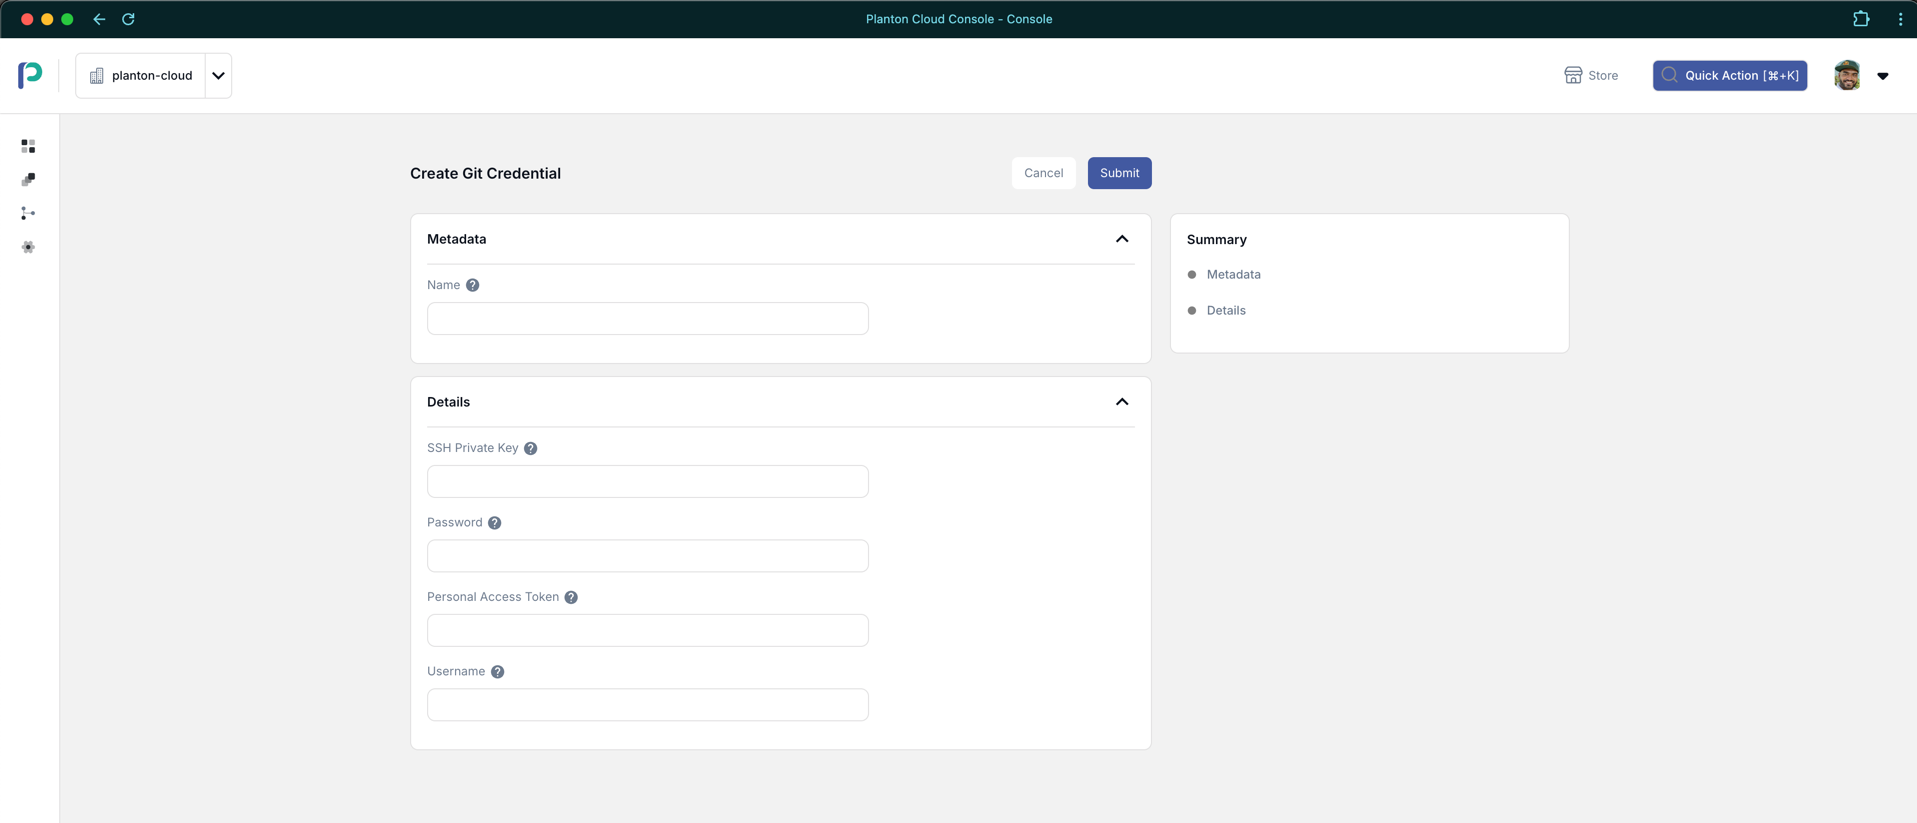 Planton Cloud Console - Console
planton-cloud
Store
Quick Action [⌘+K]
Create Git Credential
Cancel
Submit
Metadata
Name ?
Summary
Metadata
Details
Details
SSH Private Key ?
Password ?
Personal Access Token ?
Username ?